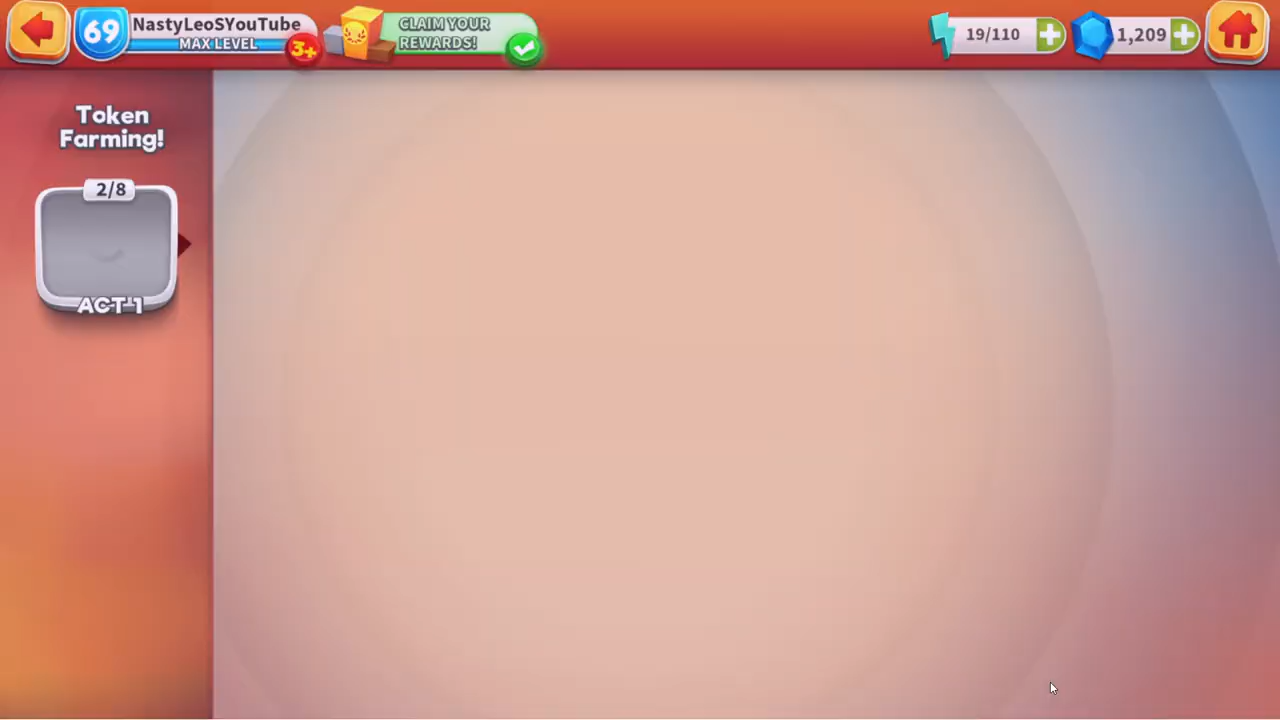 69
NastyLeoSYouTube
MAX LEVEL
3+
CLAIM YOUR
REWARDS!
19/110
1,209
Token
Farming!
2/8
ACT 1